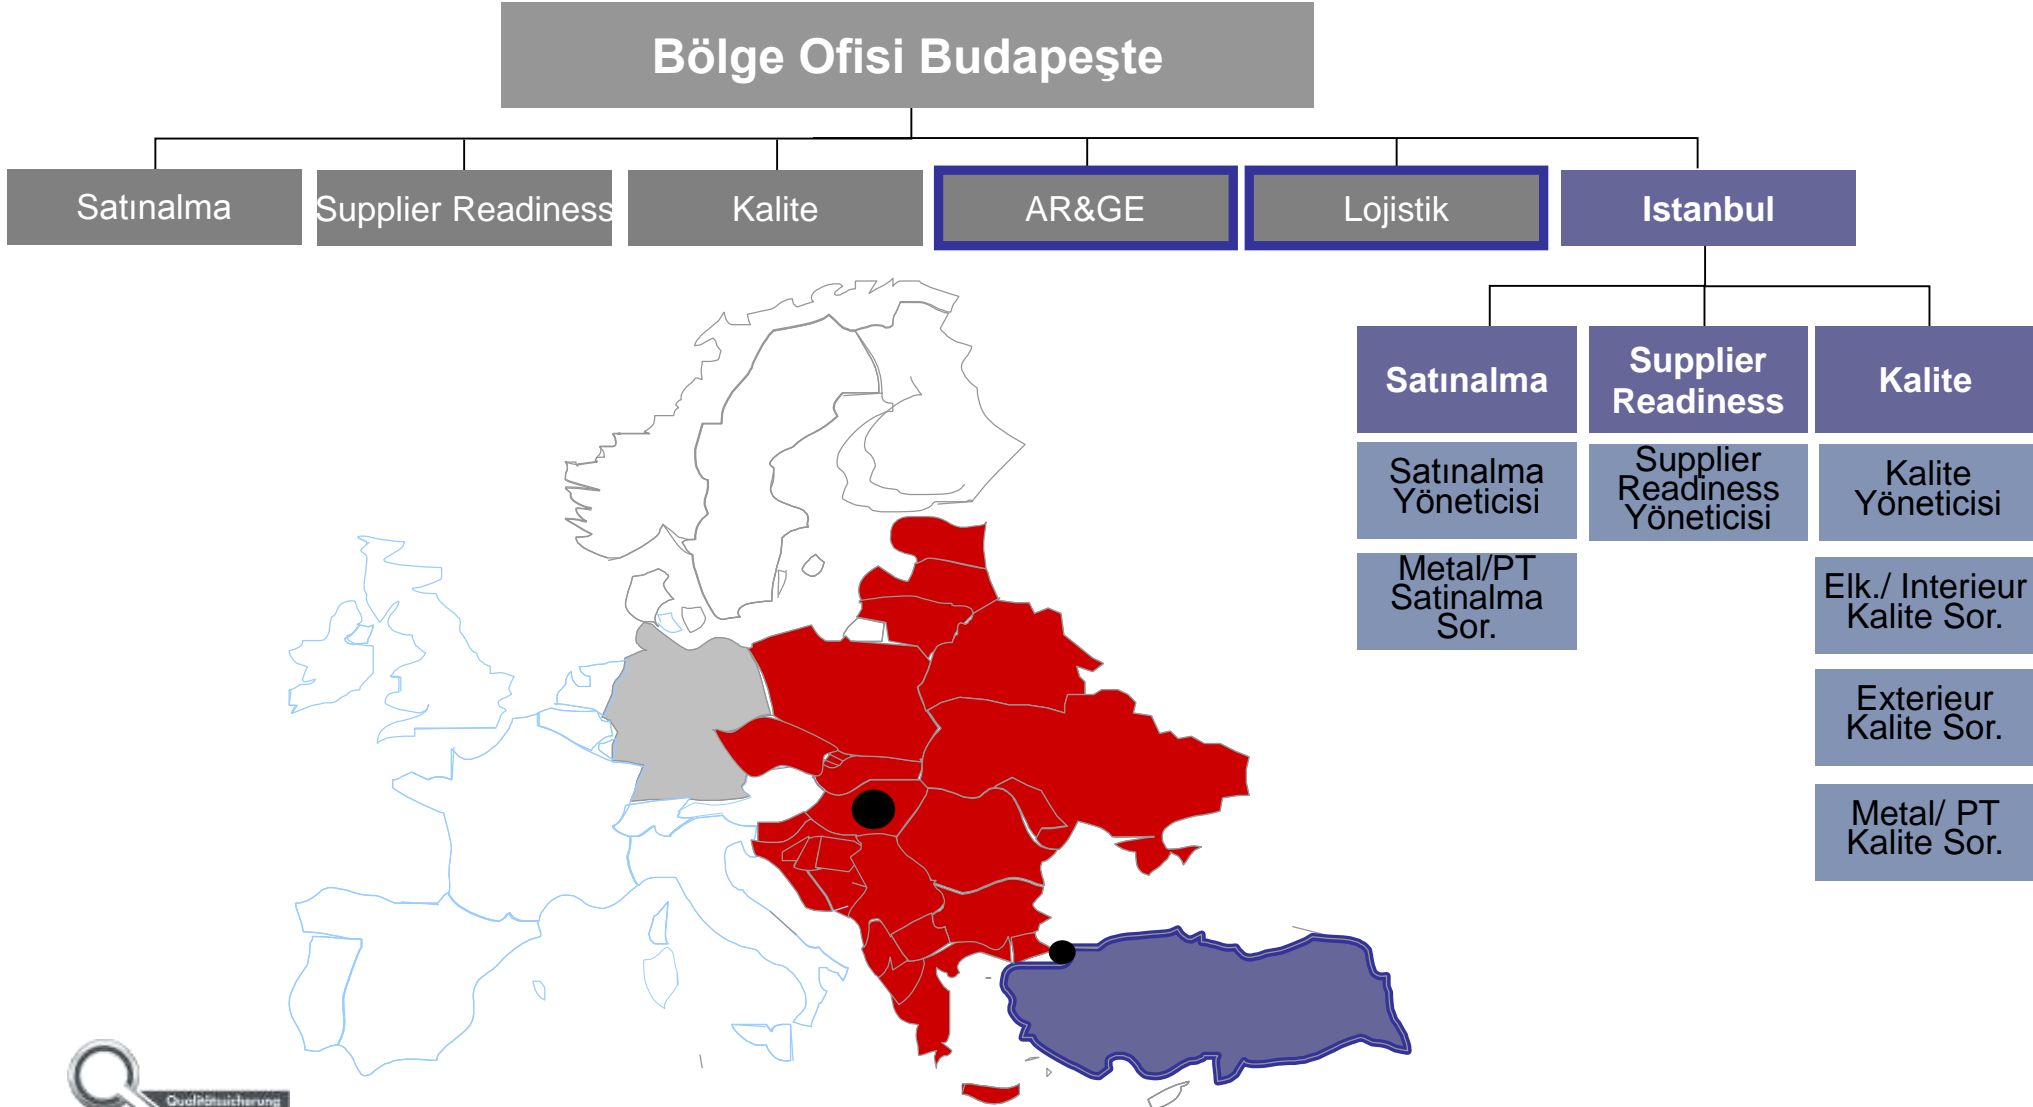 Bölge Ofisi Budapeşte
Satınalma
Supplier Readiness
Kalite
AR&GE
Lojistik
Istanbul
Satınalma
Supplier
Readiness
Kalite
Satınalma
Yöneticisi
Supplier
Readiness
Yöneticisi
Kalite
Yöneticisi
Metal/PT
Satinalma
Sor.
Elk./ Interieur
Kalite Sor.
Exterieur
Kalite Sor.
Metal/ PT
Kalite Sor.
Qualitätssicherung